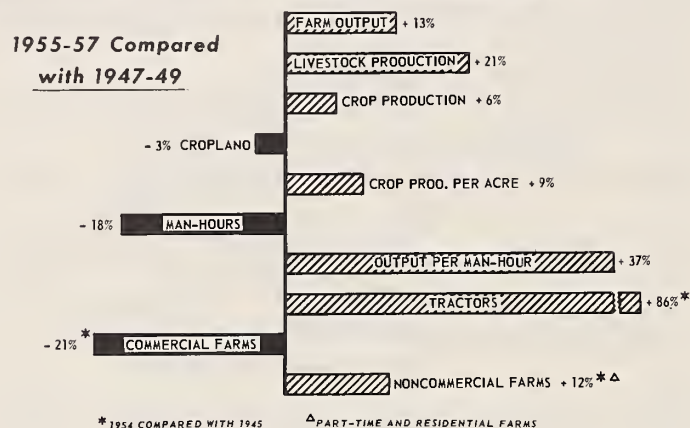 1955-57 Compared
with 1947-49
FARM OUTPUT + 13%
LIVESTOCK PRODUCTION + 21%
CROP PRODUCTION + 6%
- 3% CROPLANO
CROP PROO. PER ACRE + 9%
- 18% MAN-HOURS
OUTPUT PER MAN-HOUR + 37%
TRACTORS + 86%*
- 21%* COMMERCIAL FARMS
NONCOMMERCIAL FARMS + 12%* Δ
* 1954 COMPARED WITH 1945 Δ PART-TIME AND RESIDENTIAL FARMS